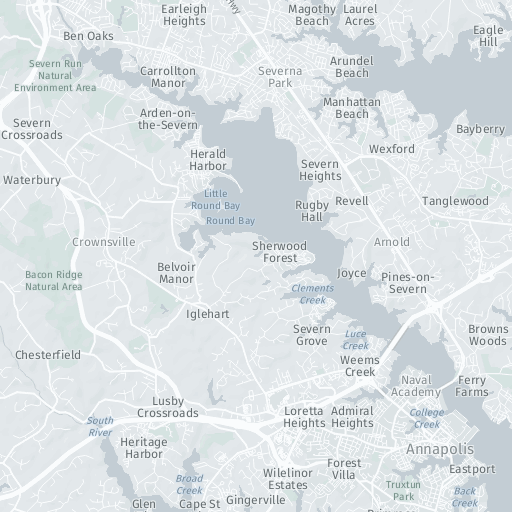 Earleigh
Heights
Hwy
Magothy
Beach
Laurel
Acres
Ben Oaks
Eagle
Hill
Severn Run
Natural
Environment Area
Carrollton
Manor
Severna
Park
Arundel
Beach
Manhattan
Beach
Arden-on-
the-Severn
Severn
Crossroads
Bayberry
Wexford
Herald
Harbor
Severn
Heights
Waterbury
Little
Round Bay
Round Bay
Rugby
Hall
Revell
Tanglewood
Crownsville
Sherwood
Forest
Arnold
Bacon Ridge
Natural Area
Belvoir
Manor
Joyce
Pines-on-
Severn
Clements
Creek
Iglehart
Severn
Grove
Luce
Creek
Browns
Woods
Chesterfield
Weems
Creek
Naval
Academy
Ferry
Farms
Lusby
Crossroads
Loretta
Heights
Admiral
Heights
College
Creek
South
River
Heritage
Harbor
Annapolis
Wilelinor
Estates
Forest
Villa
Eastport
Broad
Creek
Truxtun
Park
Back
Creek
Glen
Cape St
Gingerville